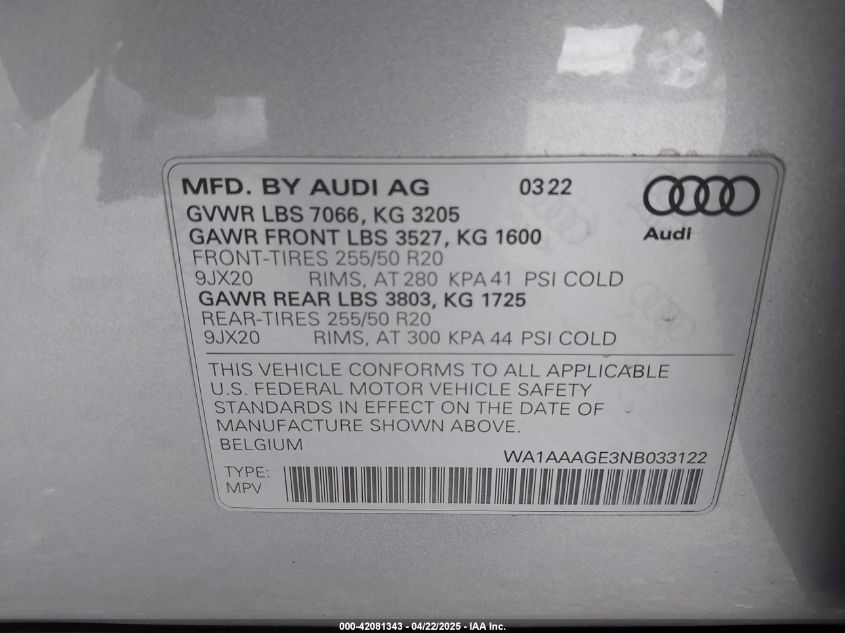 MFD. BY AUDI AG 03 22
GVWR LBS 7066, KG 3205
GAWR FRONT LBS 3527, KG 1600
Audi
FRONT-TIRES 255/50 R20
9JX20 RIMS, AT 280 KPA 41 PSI COLD
GAWR REAR LBS 3803, KG 1725
REAR-TIRES 255/50 R20
9JX20 RIMS, AT 300 KPA 44 PSI COLD
THIS VEHICLE CONFORMS TO ALL APPLICABLE
U.S. FEDERAL MOTOR VEHICLE SAFETY
STANDARDS IN EFFECT ON THE DATE OF
MANUFACTURE SHOWN ABOVE.
BELGIUM
WA1AAAGE3NB033122
TYPE:
MPV
000-42081343 - 04/22/2025 - IAA Inc.